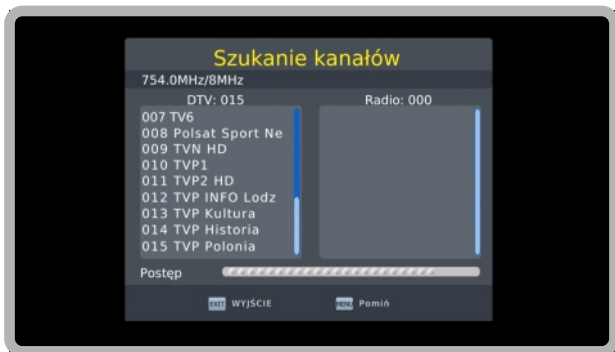 Szukanie kanałów
754.0MHz/8MHz
DTV: 015
Radio: 000
007 TV6
008 Polsat Sport Ne
009 TVN HD
010 TVP1
011 TVP2 HD
012 TVP INFO Lodz
013 TVP Kultura
014 TVP Historia
015 TVP Polonia
Postęp
EXIT WYJŚCIE
MENU Pomiń